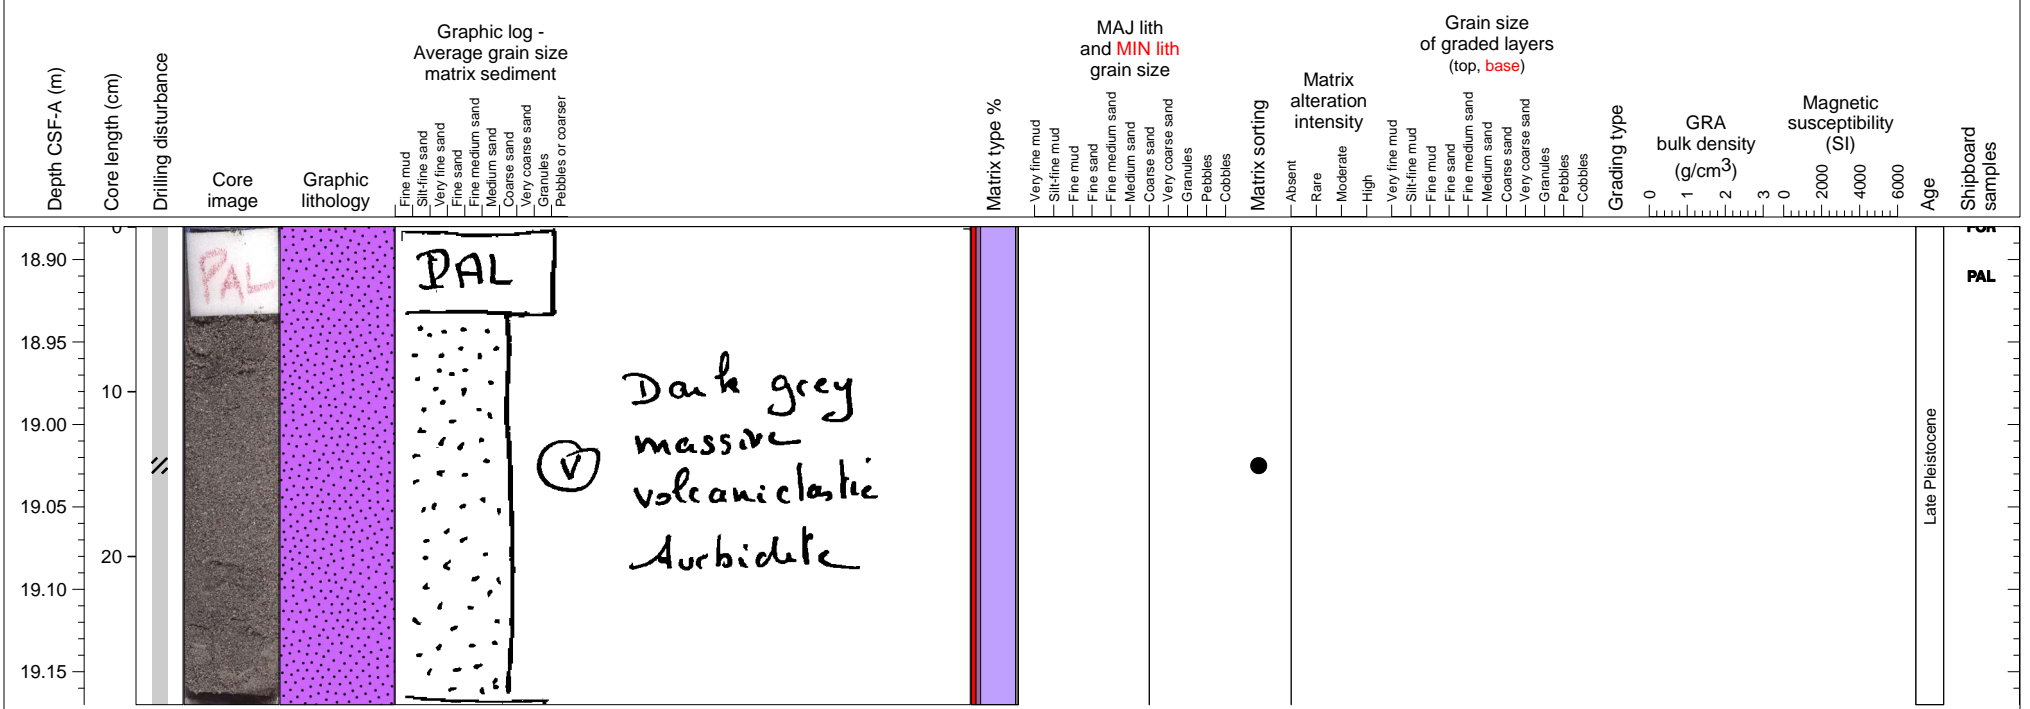 Depth CSF-A (m)
Core length (cm)
Drilling disturbance
Core
image
Graphic
lithology
Graphic log -
Average grain size
matrix sediment
Fine mud
Silt-fine sand
Very fine sand
Fine sand
Fine medium sand
Medium sand
Coarse sand
Very coarse sand
Granules
Pebbles or coarser
Matrix type %
MAJ lith
and MIN lith
grain size
Very fine mud
Silt-fine mud
Fine mud
Fine sand
Fine medium sand
Medium sand
Coarse sand
Very coarse sand
Granules
Pebbles
Cobbles
Matrix sorting
Matrix
alteration
intensity
Absent
Rare
Moderate
High
Grain size
of graded layers
(top, base)
Very fine mud
Silt-fine mud
Fine mud
Fine sand
Fine medium sand
Medium sand
Coarse sand
Very coarse sand
Granules
Pebbles
Cobbles
Grading type
GRA
bulk density
(g/cm3)
0
1
2
3
Magnetic
susceptibility
(SI)
0
2000
4000
6000
Age
Shipboard
samples
0
18.90
18.95
10
19.00
19.05
20
19.10
19.15
PAL
PAL
V
Dark grey
massive
volcaniclastic
turbidite
Late Pleistocene
PAL